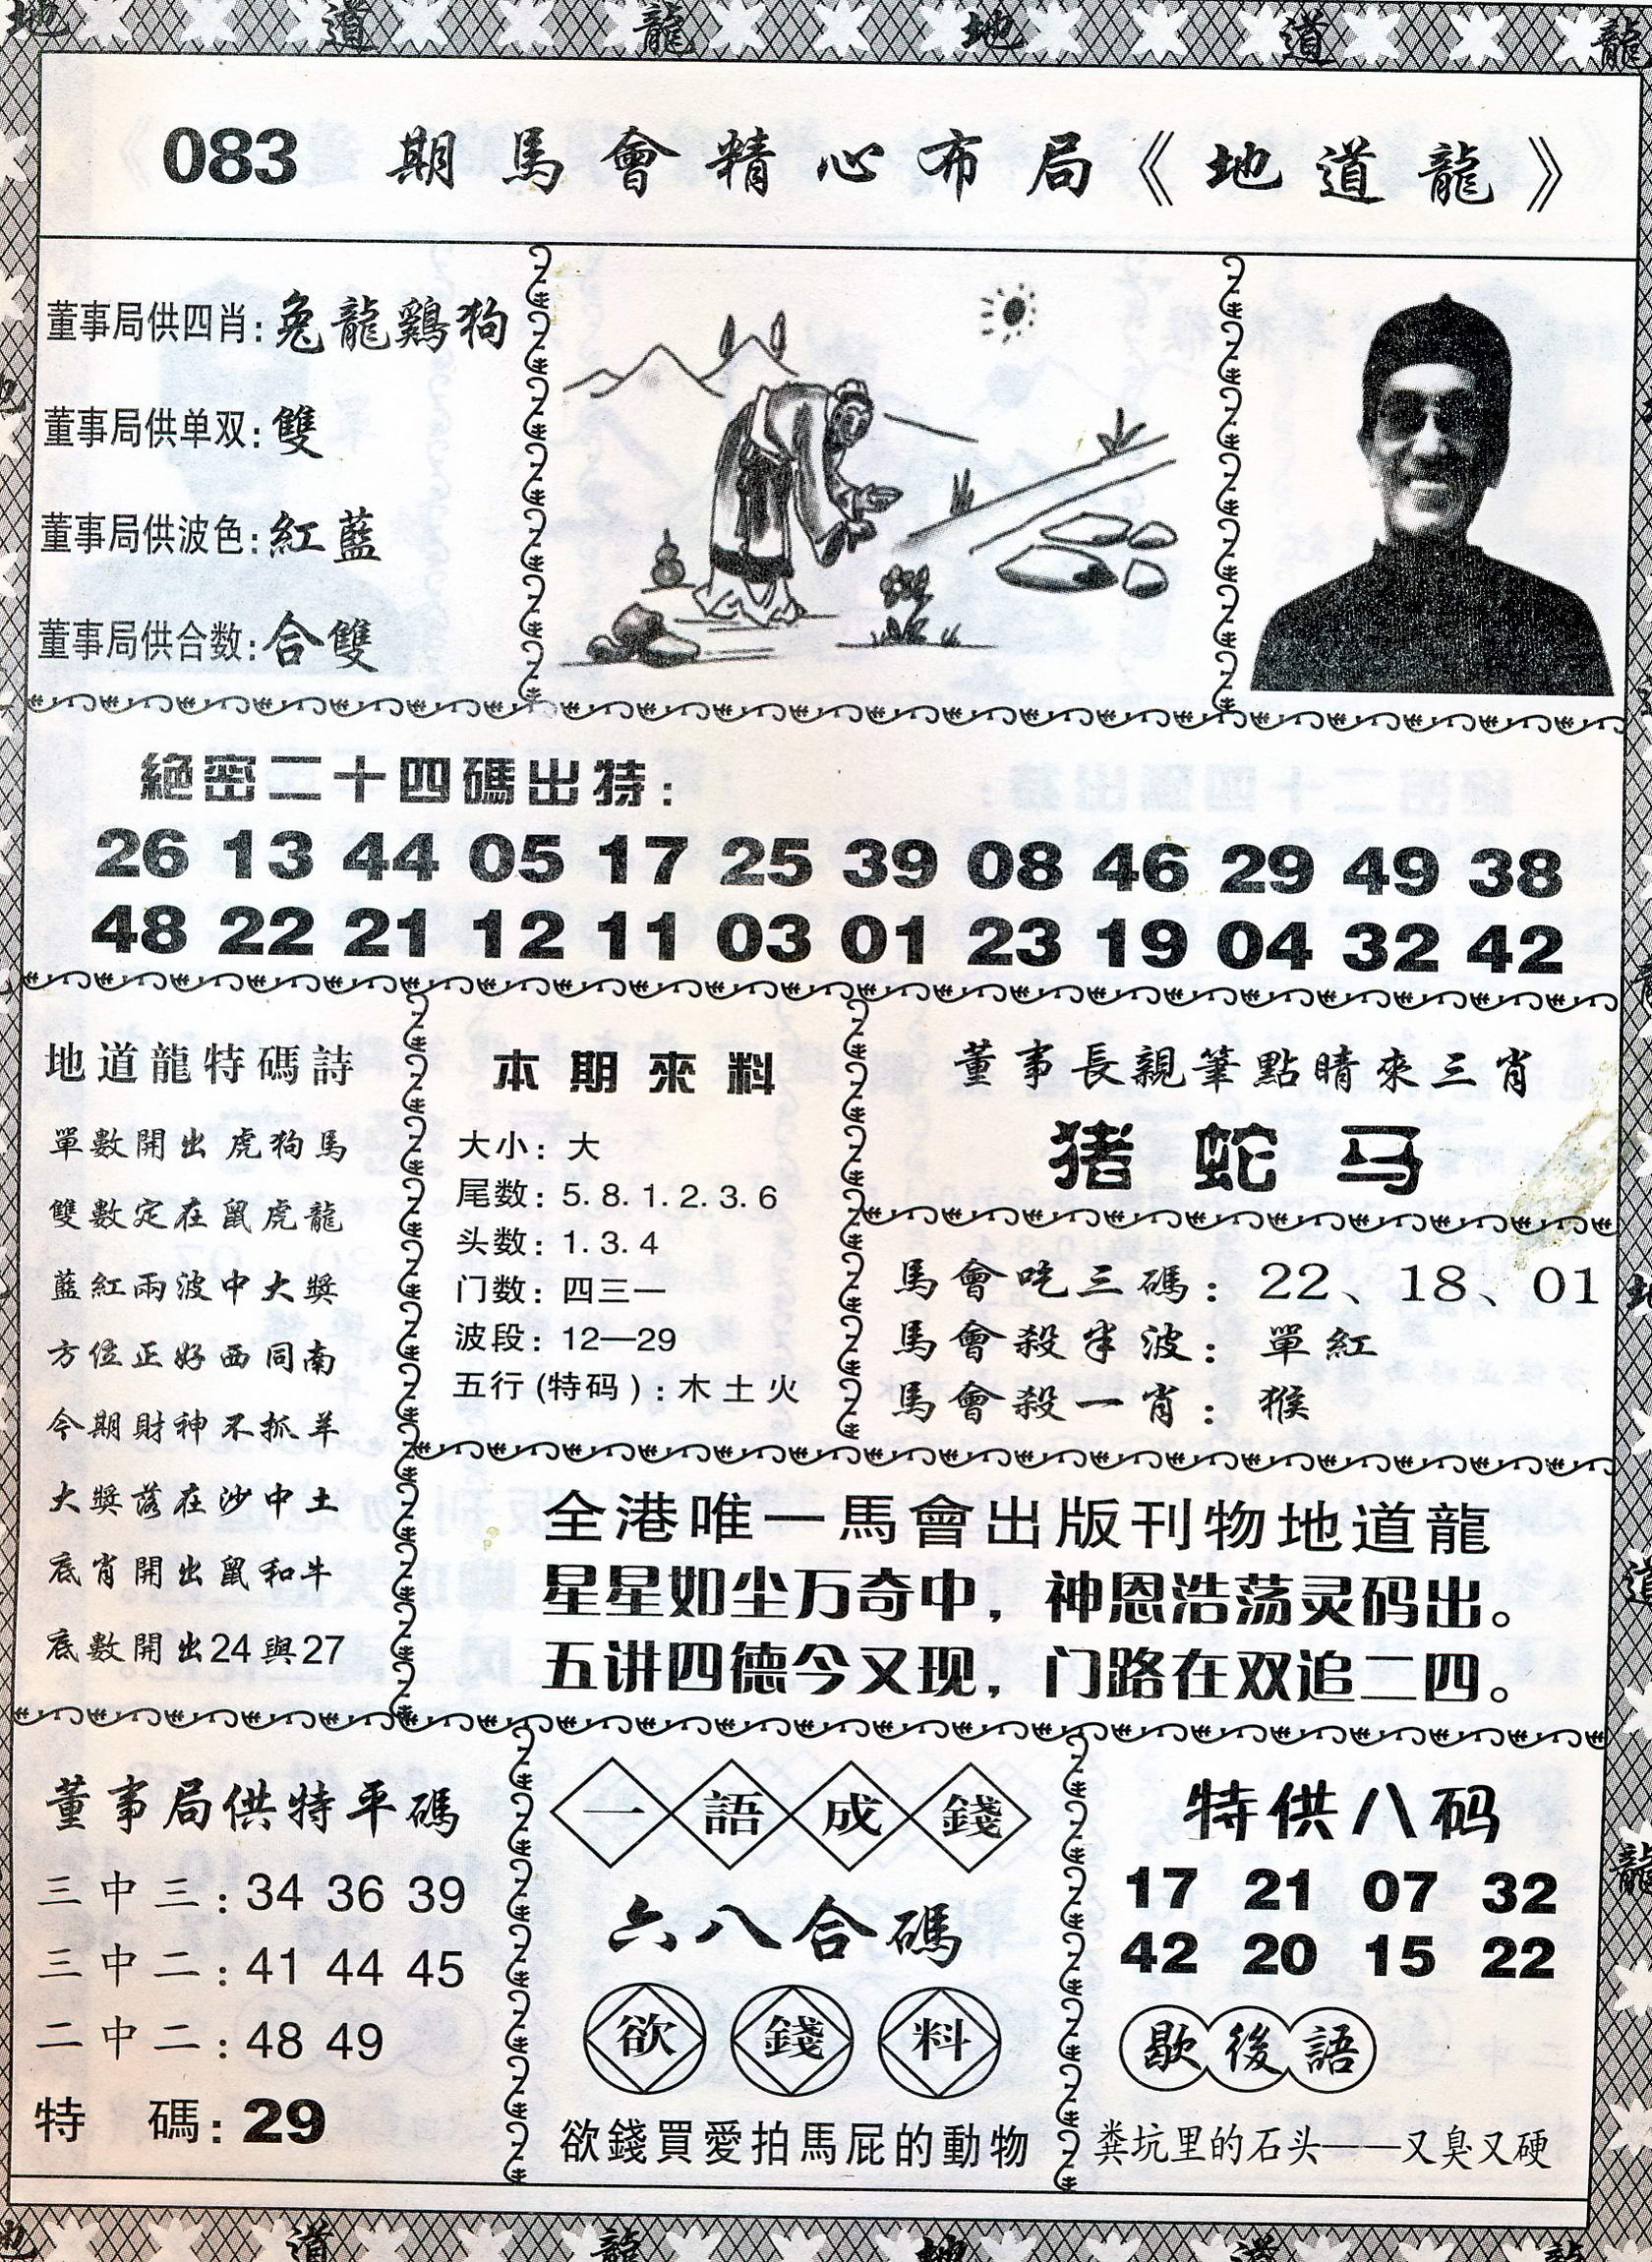 地 道 龍 地 道 龍
083 期馬會精心布局《地道龍》
董事局供四肖:兔龍鷄狗
董事局供单双:雙
董事局供波色:紅藍
董事局供合数:合雙
絕密二十四碼出特:
26 13 44 05 17 25 39 08 46 29 49 38
48 22 21 12 11 03 01 23 19 04 32 42
地道龍特碼詩
單數開出虎狗馬
雙數定在鼠虎龍
藍紅兩波中大獎
方位正好西同南
今期財神不抓羊
大獎落在沙中土
底肖開出鼠和牛
底數開出24與27
本期來料
大小: 大
尾数: 5.8.1.2.3.6
头数: 1.3.4
门数: 四三一
波段: 12—29
五行(特码): 木土火
董事長親筆點睛來三肖
猪 蛇 马
馬會吃三碼: 22、18、01
馬會殺半波: 單紅
馬會殺一肖: 猴
全港唯一馬會出版刊物地道龍
星星如尘万奇中,神恩浩荡灵码出。
五讲四德今又现,门路在双追二四。
董事局供特平碼
三中三:34 36 39
三中二:41 44 45
二中二:48 49
特 碼:29
一語成錢
六八合碼
欲錢料
欲錢買愛拍馬屁的動物
特供八码
17 21 07 32
42 20 15 22
歇後語
粪坑里的石头——又臭又硬
道 龍 地 道 龍